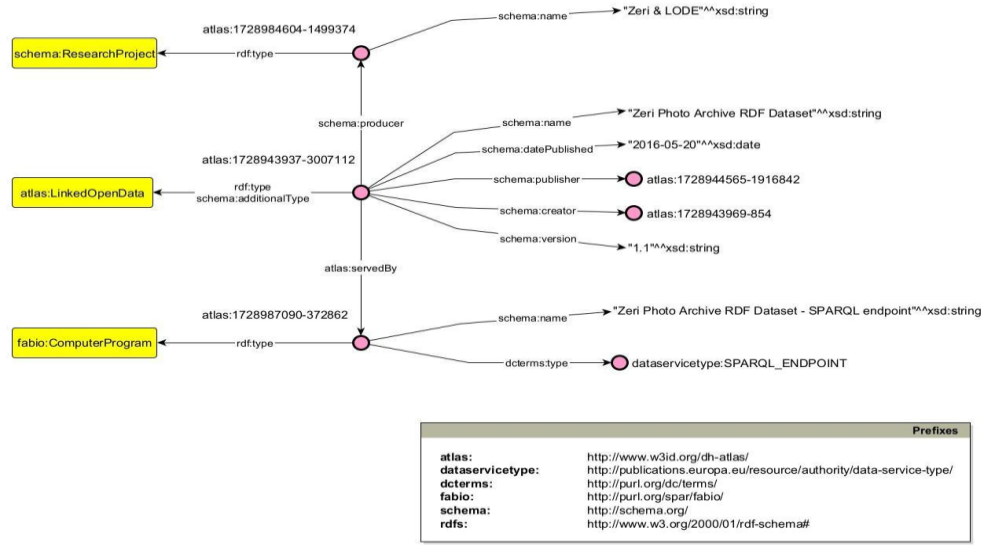 schema:name
"Zeri & LODE"^^xsd:string
atlas:1728984604-1499374
schema:ResearchProject
rdf:type
schema:producer
schema:name
"Zeri Photo Archive RDF Dataset"^^xsd:string
schema:datePublished
"2016-05-20"^^xsd:date
atlas:1728943937-3007112
schema:publisher
atlas:1728944565-1916842
atlas:LinkedOpenData
rdf:type
schema:additionalType
schema:creator
atlas:1728943969-854
schema:version
"1.1"^^xsd:string
atlas:servedBy
atlas:1728987090-372862
schema:name
"Zeri Photo Archive RDF Dataset - SPARQL endpoint"^^xsd:string
fabio:ComputerProgram
rdf:type
dcterms:type
dataservicetype:SPARQL_ENDPOINT
Prefixes
atlas: http://www.w3id.org/dh-atlas/
dataservicetype: http://publications.europa.eu/resource/authority/data-service-type/
dcterms: http://purl.org/dc/terms/
fabio: http://purl.org/spar/fabio/
schema: http://schema.org/
rdfs: http://www.w3.org/2000/01/rdf-schema#